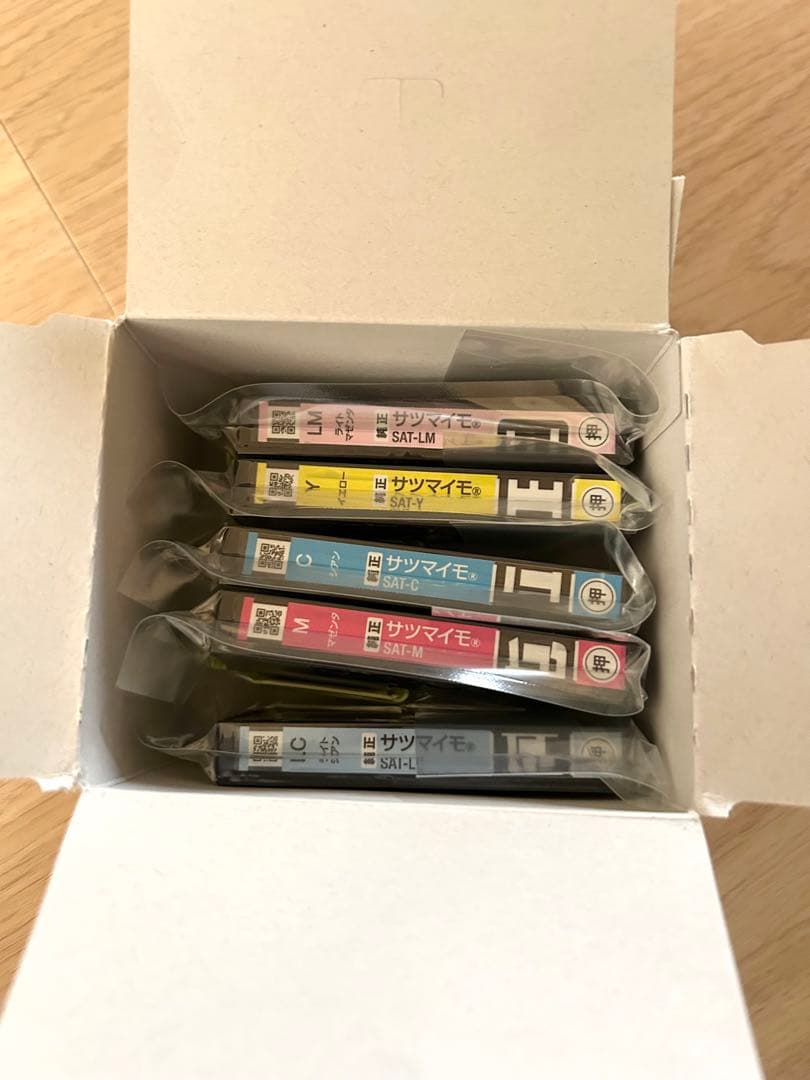 LM
ライト
マゼンタ
純正
サツマイモ®
SAT-LM
押
Y
イエロー
純正
サツマイモ®
SAT-Y
押
C
シアン
純正
サツマイモ®
SAT-C
押
M
マゼンタ
純正
サツマイモ®
SAT-M
押
LC
ライト
シアン
純正
サツマイモ®
SAT-L
押